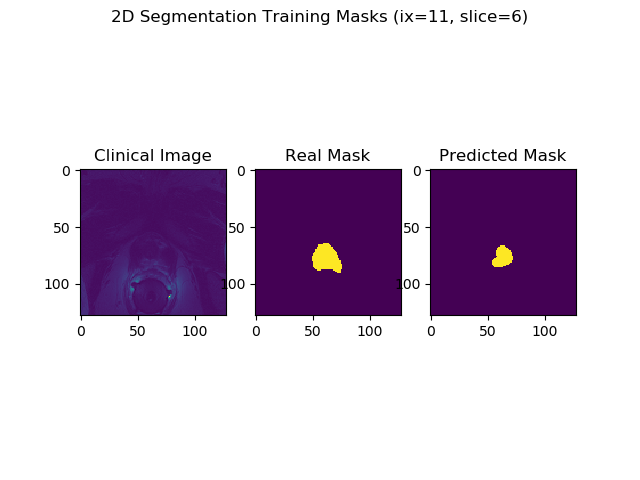 2D Segmentation Training Masks (ix=11, slice=6)
Clinical Image Real Mask Predicted Mask
0 0 0
50 50 50
100 100 100
0 50 100 0 50 100 0 50 100